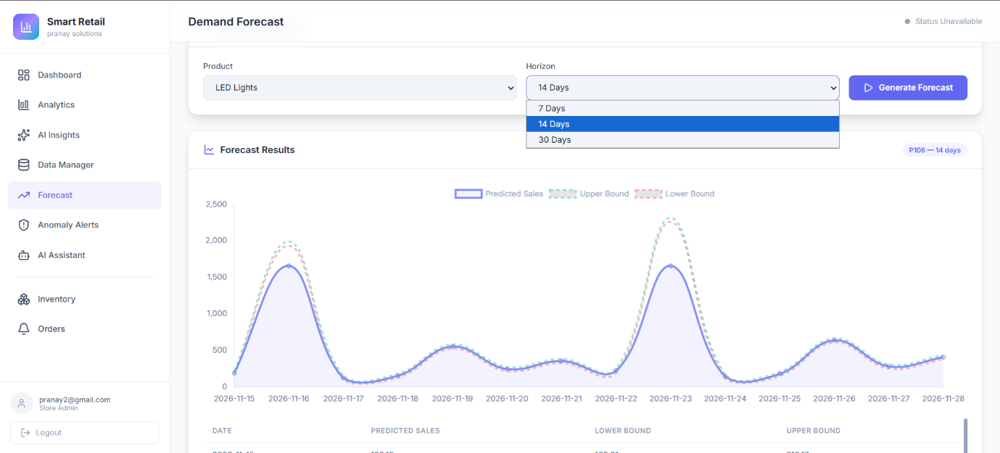 Smart Retail
pranay solutions
Demand Forecast
Status Unavailable
Dashboard
Analytics
AI Insights
Data Manager
Forecast
Anomaly Alerts
AI Assistant
Inventory
Orders
pranay2@gmail.com
Store Admin
Logout
Product
Horizon
LED Lights
14 Days
Generate Forecast
7 Days
14 Days
30 Days
Forecast Results
P106 — 14 days
Predicted Sales Upper Bound Lower Bound
2,500
2,000
1,500
1,000
500
0
2026-11-15 2026-11-16 2026-11-17 2026-11-18 2026-11-19 2026-11-20 2026-11-21 2026-11-22 2026-11-23 2026-11-24 2026-11-25 2026-11-26 2026-11-27 2026-11-28
DATE PREDICTED SALES LOWER BOUND UPPER BOUND